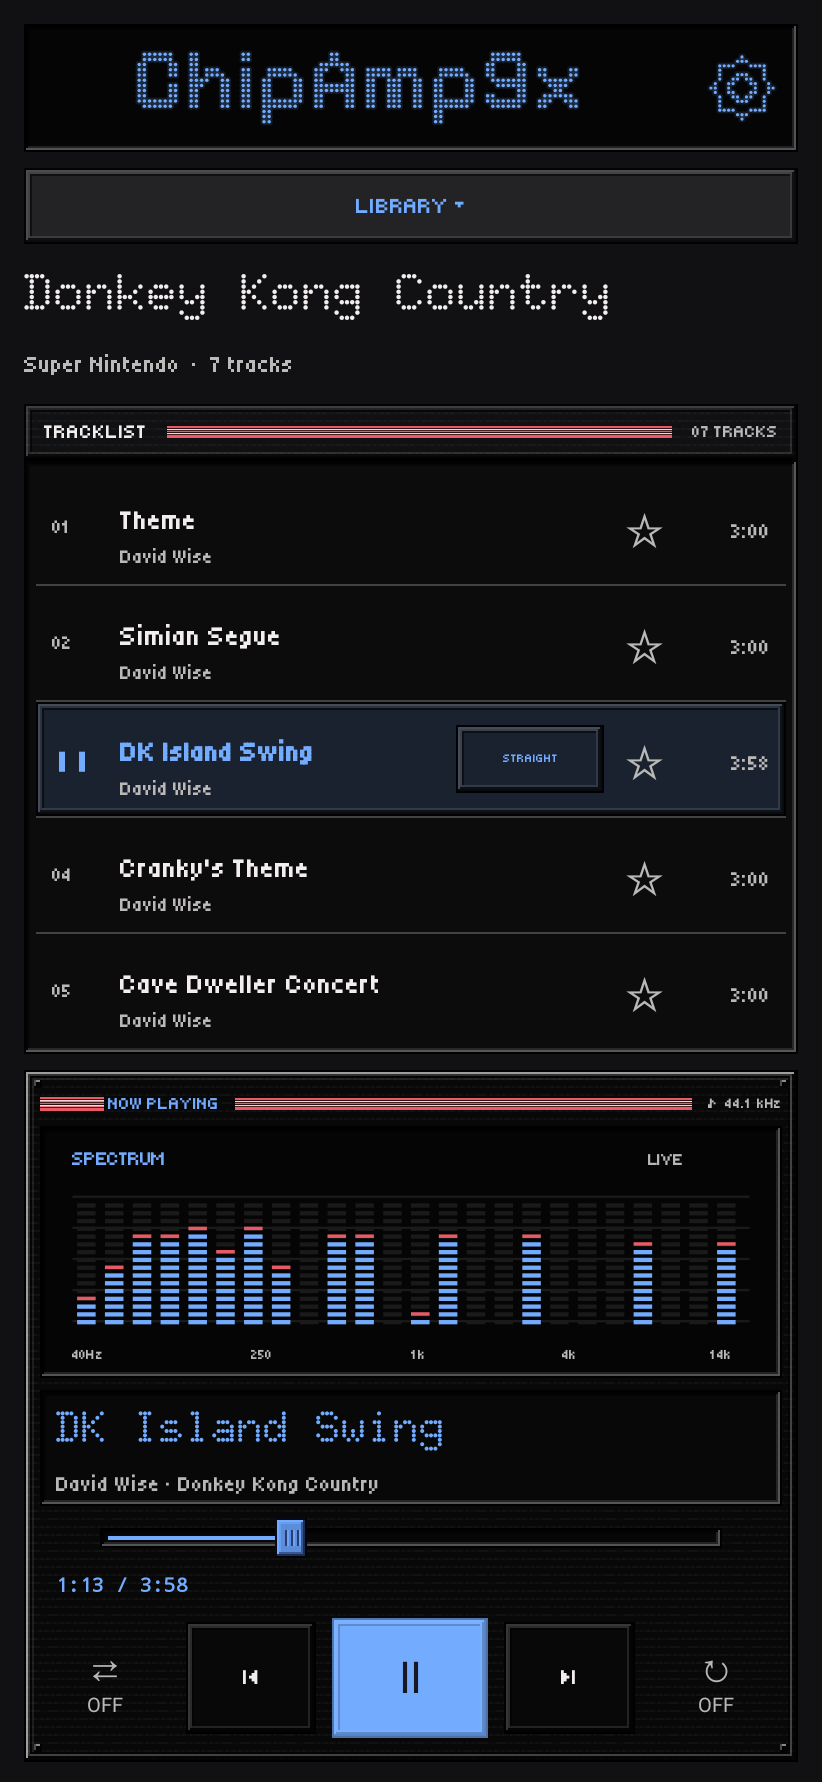 ChipAmp9x
LIBRARY
Donkey Kong Country
Super Nintendo · 7 tracks
TRACKLIST 07 TRACKS
01 Theme 3:00
David Wise
02 Simian Segue 3:00
David Wise
DK Island Swing STRAIGHT 3:58
David Wise
04 Cranky's Theme 3:00
David Wise
05 Cave Dweller Concert 3:00
David Wise
NOW PLAYING ♪ 44.1 kHz
SPECTRUM LIVE
40Hz 250 1k 4k 14k
DK Island Swing
David Wise · Donkey Kong Country
1:13 / 3:58
OFF OFF